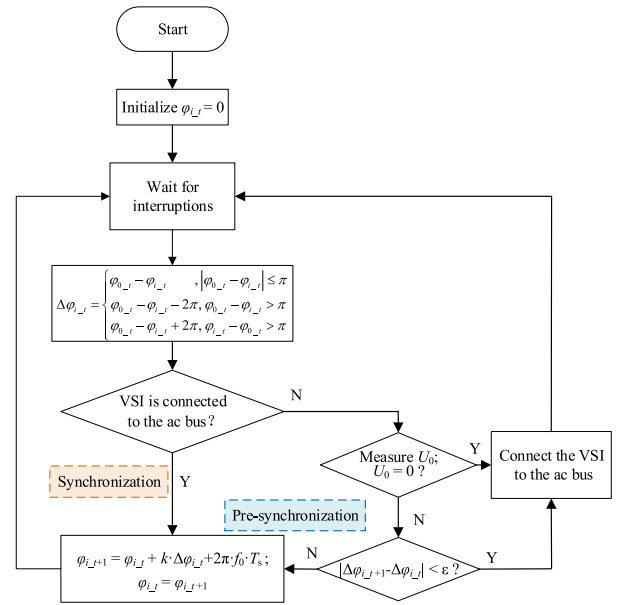 Start
Initialize φi_t = 0
Wait for
interruptions
Δφi_t = { φ0_t − φi_t , |φ0_t − φi_t| ≤ π
φ0_t − φi_t − 2π, φ0_t − φi_t > π
φ0_t − φi_t + 2π, φi_t − φ0_t > π
VSI is connected
to the ac bus?
N
Measure U0;
U0 = 0 ?
Y
Connect the VSI
to the ac bus
Synchronization
Y
Pre-synchronization
N
φi_t+1 = φi_t + k·Δφi_t+2π·f0·Ts ;
φi_t = φi_t+1
N
|Δφi_t+1-Δφi_t| < ε ?
Y